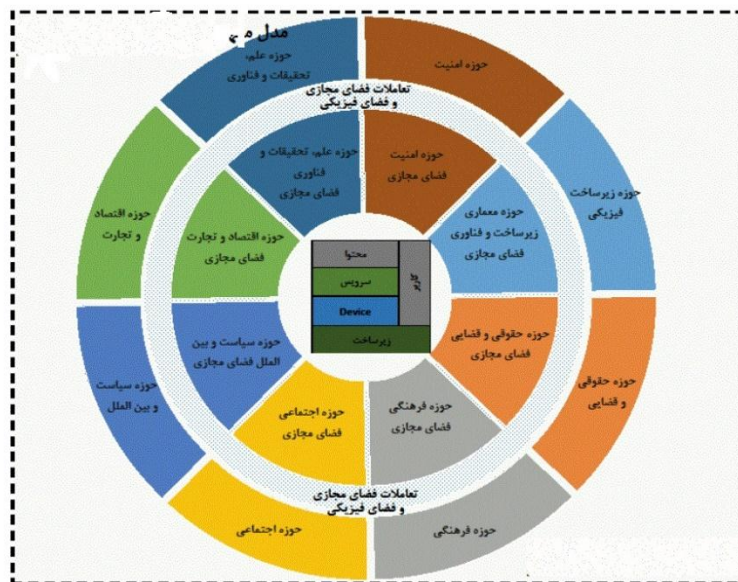 مدل م
حوزه علم،
تحقیقات و فناوری
حوزه امنیت
تعاملات فضای مجازی
و فضای فیزیکی
حوزه علم، تحقیقات و
فناوری
فضای مجازی
حوزه امنیت
فضای مجازی
حوزه زیرساخت
فیزیکی
حوزه معماری
زیرساخت و فناوری
فضای مجازی
حوزه اقتصاد
و تجارت
حوزه اقتصاد و تجارت
فضای مجازی
محتوا
کاربر
سرویس
Device
زیرساخت
حوزه حقوقی و قضایی
فضای مجازی
حوزه حقوقی
و قضایی
حوزه سیاست و بین
الملل فضای مجازی
حوزه سیاست
و بین الملل
حوزه فرهنگی
فضای مجازی
حوزه اجتماعی
فضای مجازی
تعاملات فضای مجازی
و فضای فیزیکی
حوزه فرهنگی
حوزه اجتماعی